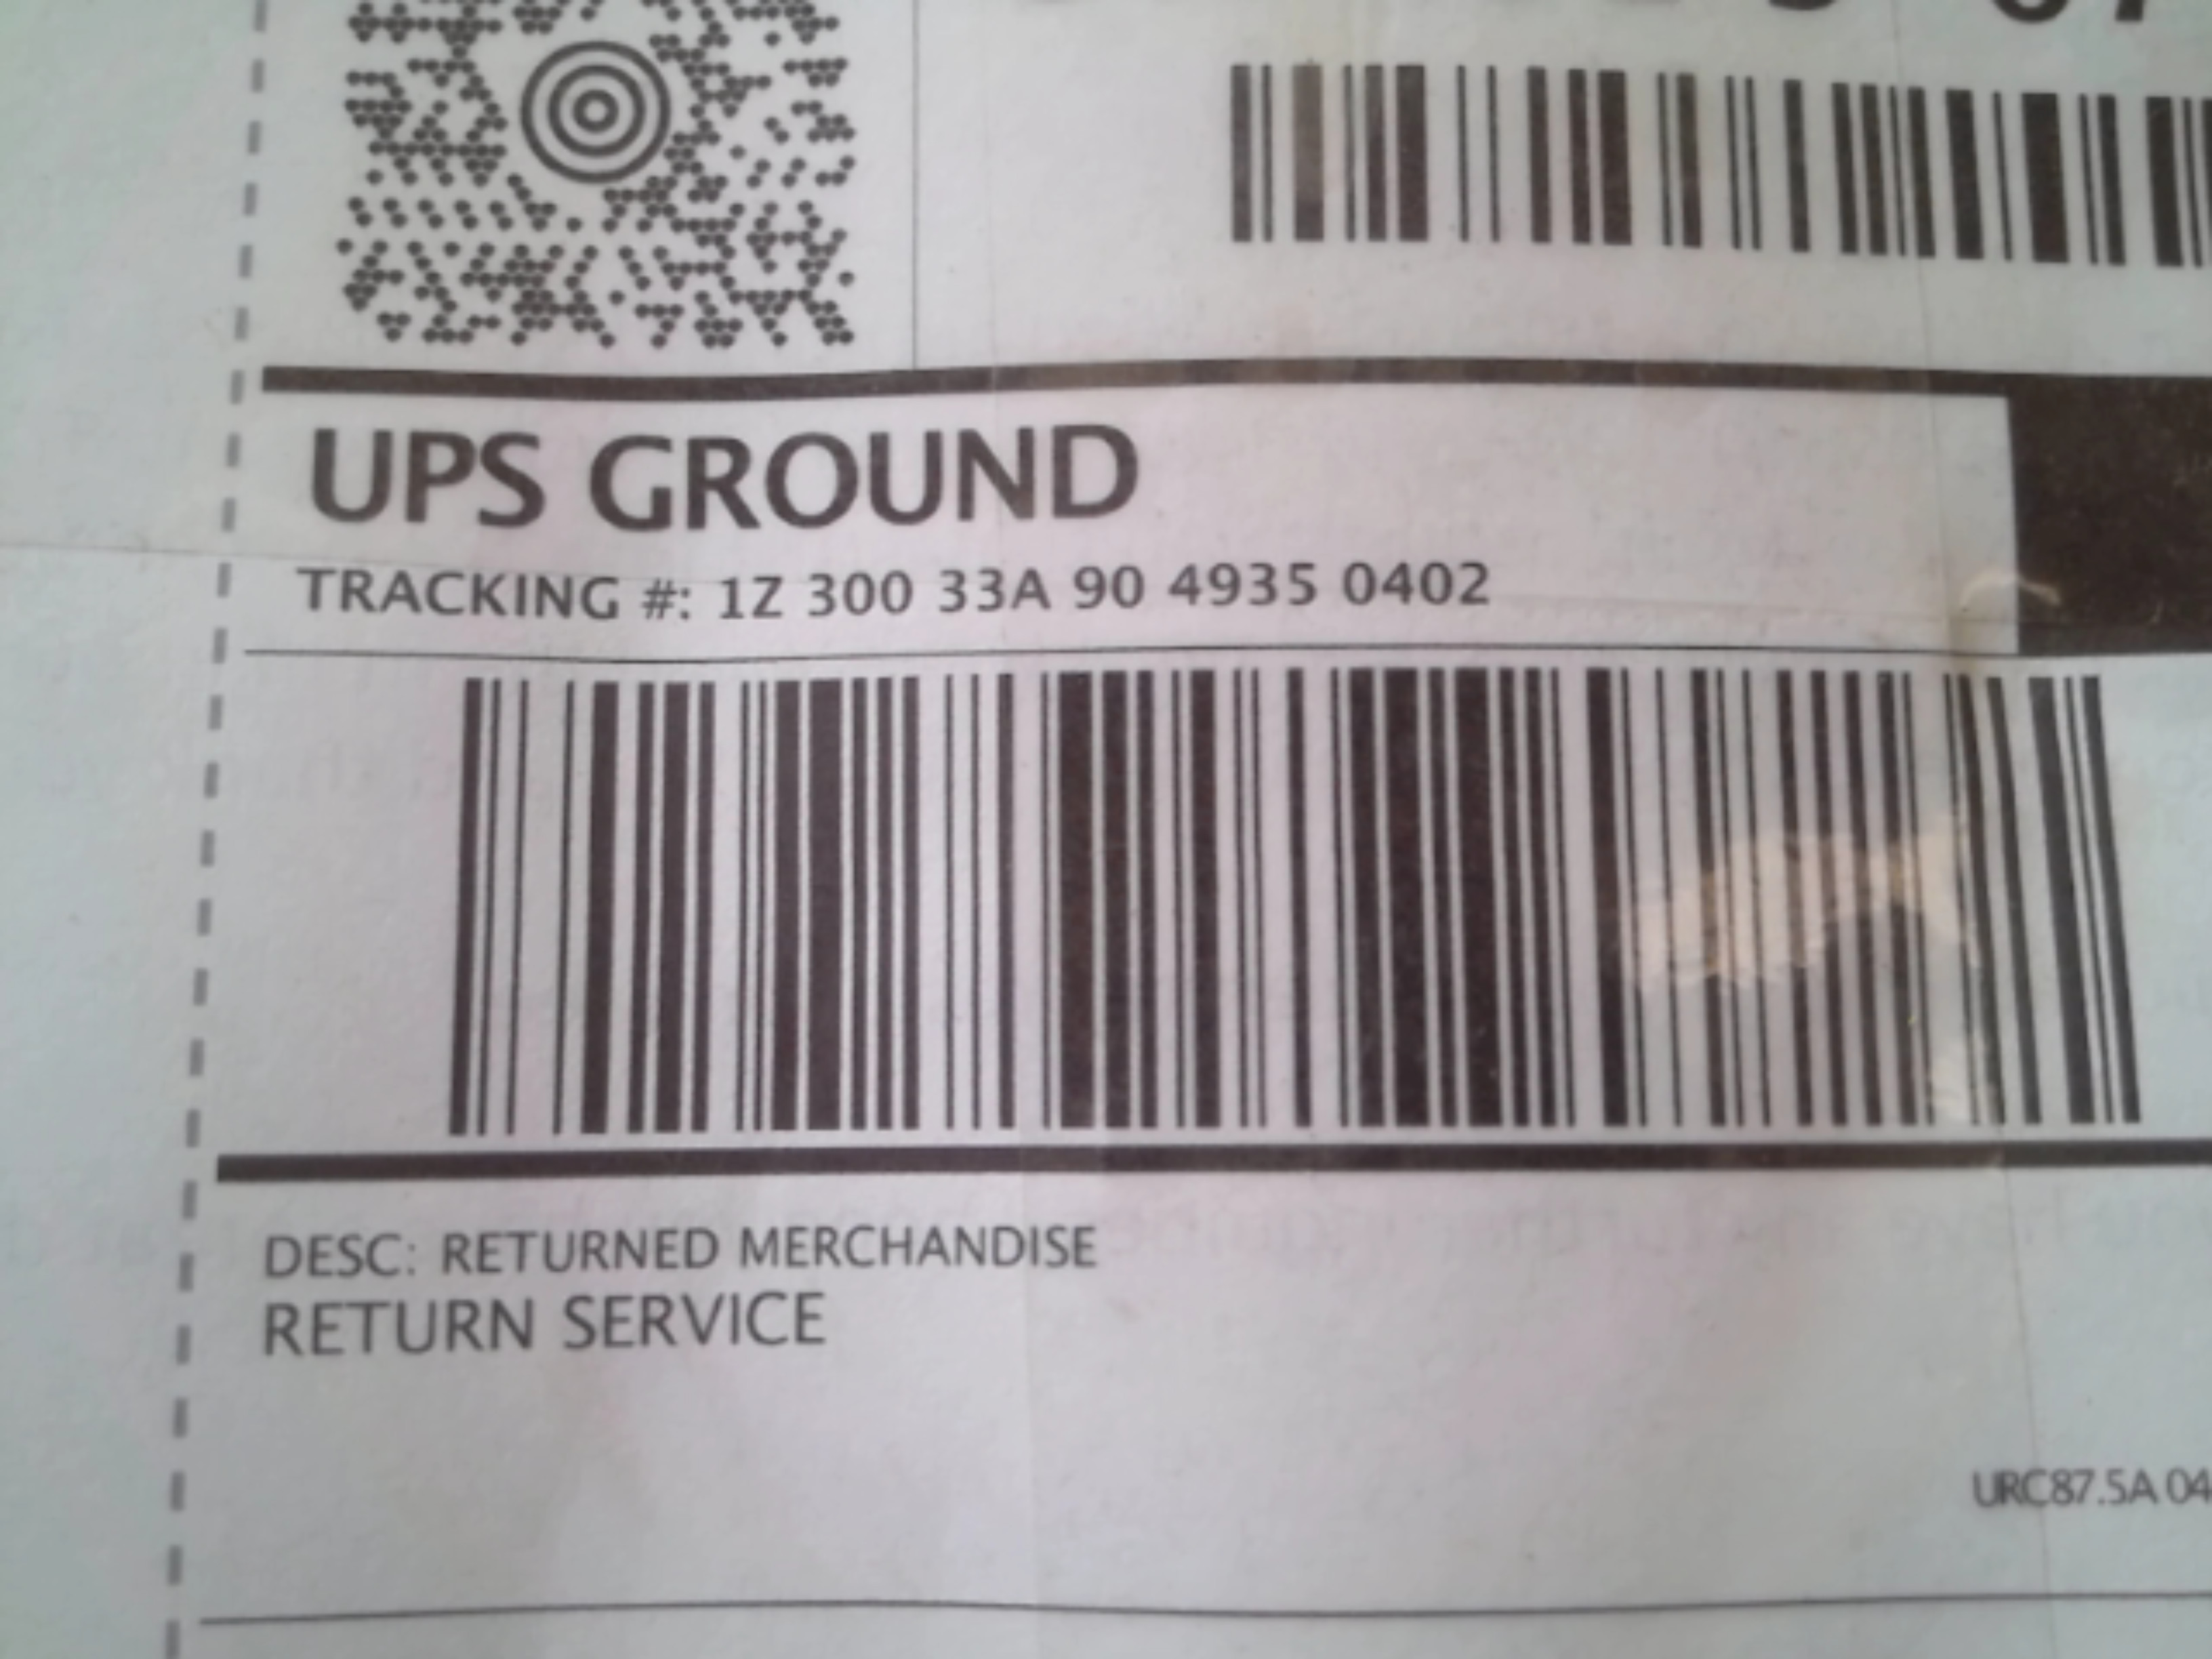 UPS GROUND
TRACKING #: 1Z 300 33A 90 4935 0402
DESC: RETURNED MERCHANDISE
RETURN SERVICE
URC87.5A 04